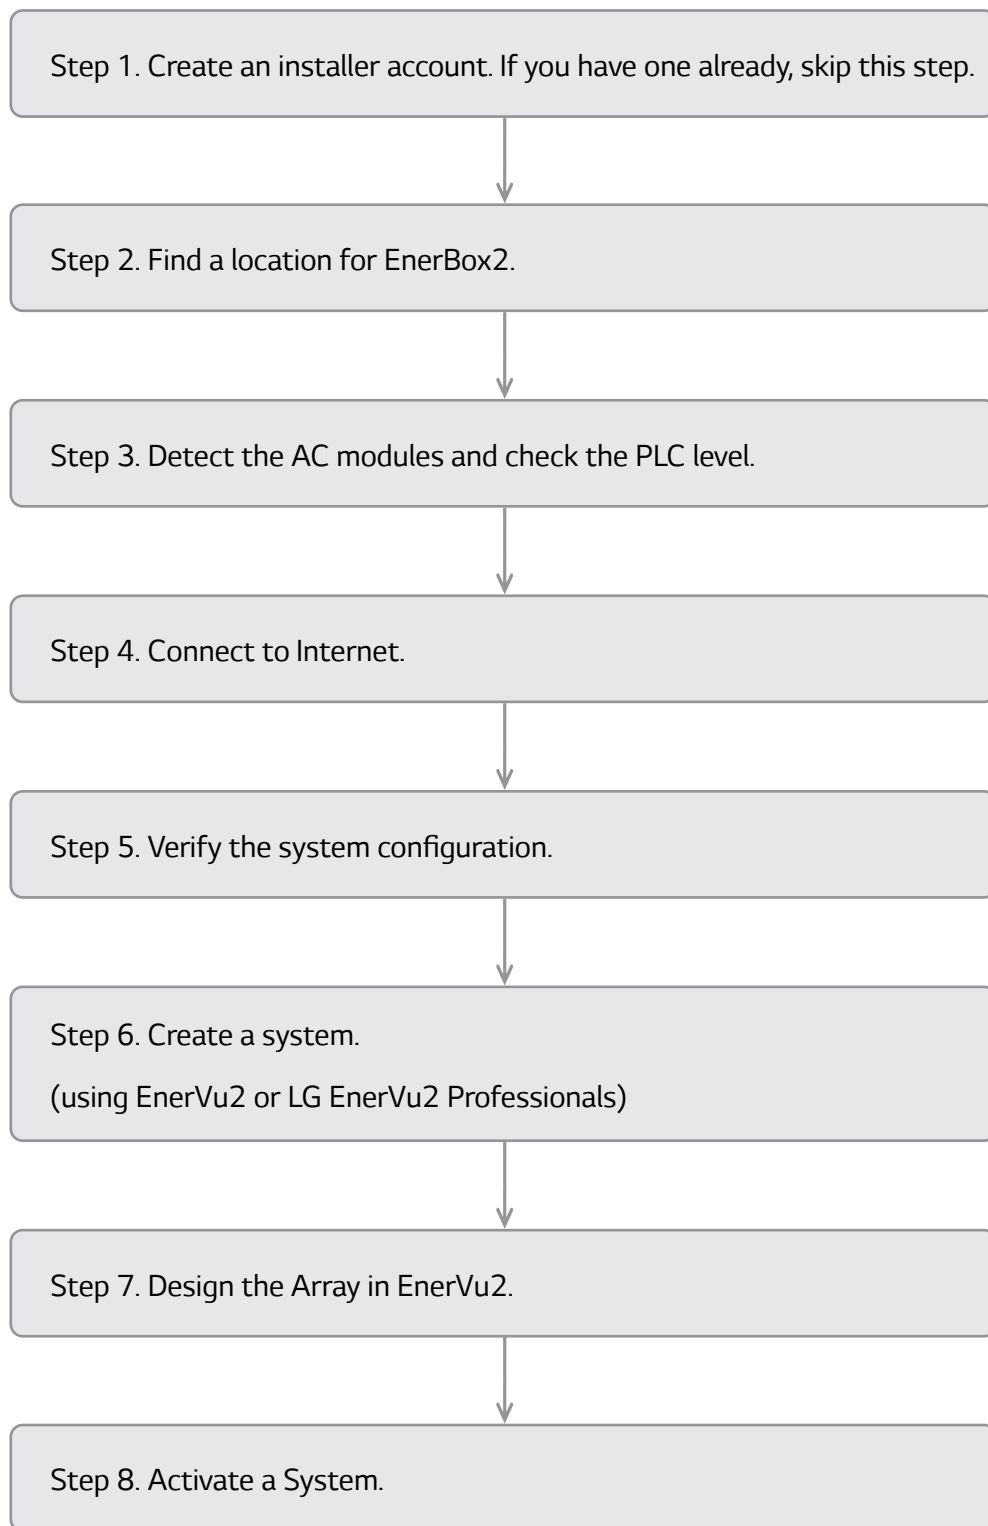 Step 1. Create an installer account. If you have one already, skip this step.
Step 2. Find a location for EnerBox2.
Step 3. Detect the AC modules and check the PLC level.
Step 4. Connect to Internet.
Step 5. Verify the system configuration.
Step 6. Create a system.
(using EnerVu2 or LG EnerVu2 Professionals)
Step 7. Design the Array in EnerVu2.
Step 8. Activate a System.